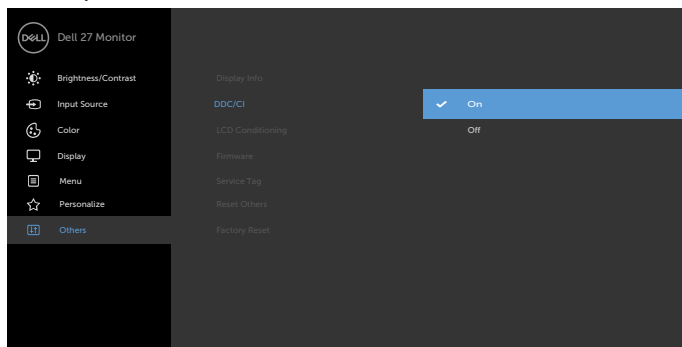 DELL
Dell 27 Monitor
Brightness/Contrast
Input Source
Color
Display
Menu
Personalize
Others
Display Info
DDC/CI
LCD Conditioning
Firmware
Service Tag
Reset Others
Factory Reset
On
Off